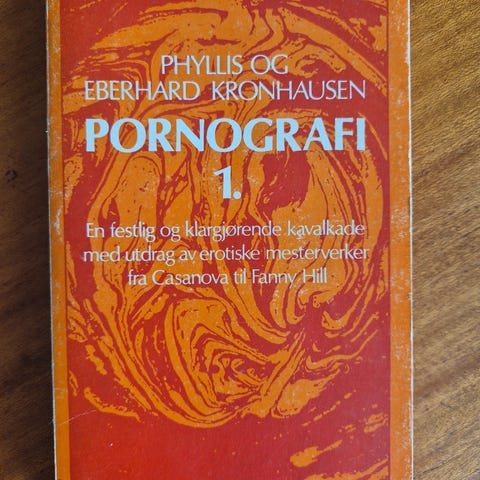 PHYLLIS OG
EBERHARD KRONHAUSEN
PORNOGRAFI
1.
En festlig og klargjørende kavalkade
med utdrag av erotiske mesterverker
fra Casanova til Fanny Hill